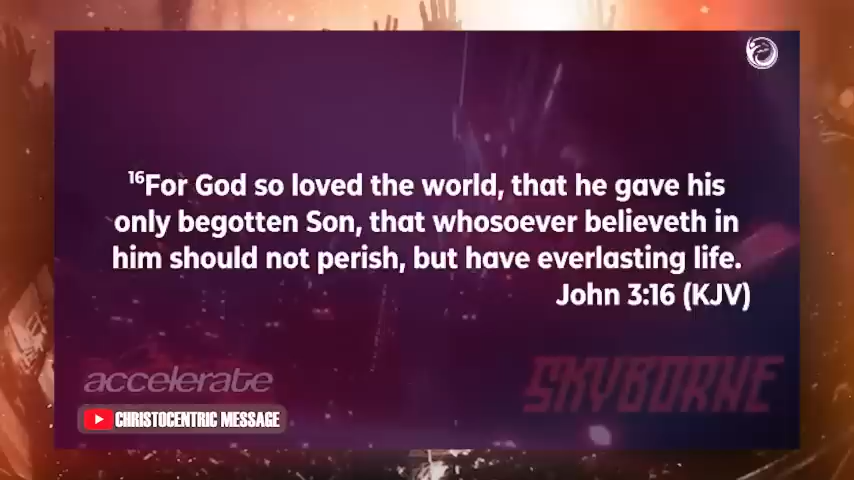 ¹⁶For God so loved the world, that he gave his
only begotten Son, that whosoever believeth in
him should not perish, but have everlasting life.
John 3:16 (KJV)
accelerate
SKYBORNE
CHRISTOCENTRIC MESSAGE